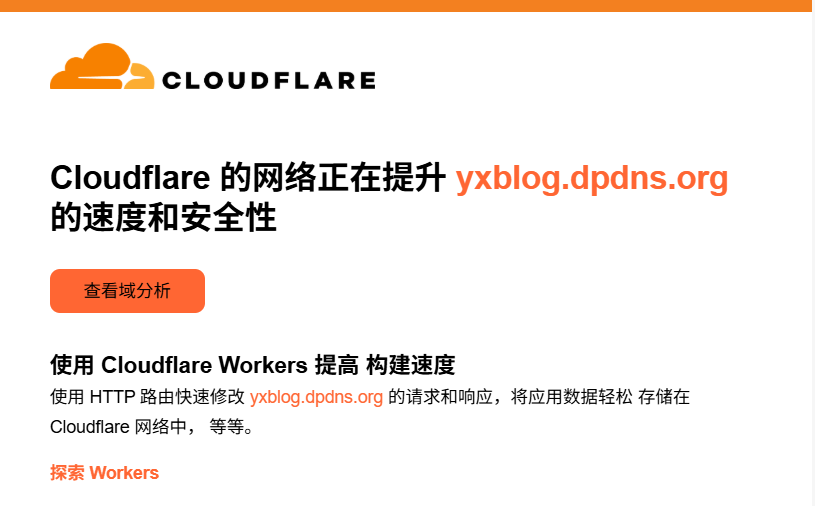 CLOUDFLARE
Cloudflare 的网络正在提升 yxblog.dpdns.org
的速度和安全性
查看域分析
使用 Cloudflare Workers 提高 构建速度
使用 HTTP 路由快速修改 yxblog.dpdns.org 的请求和响应，将应用数据轻松 存储在
Cloudflare 网络中， 等等。
探索 Workers